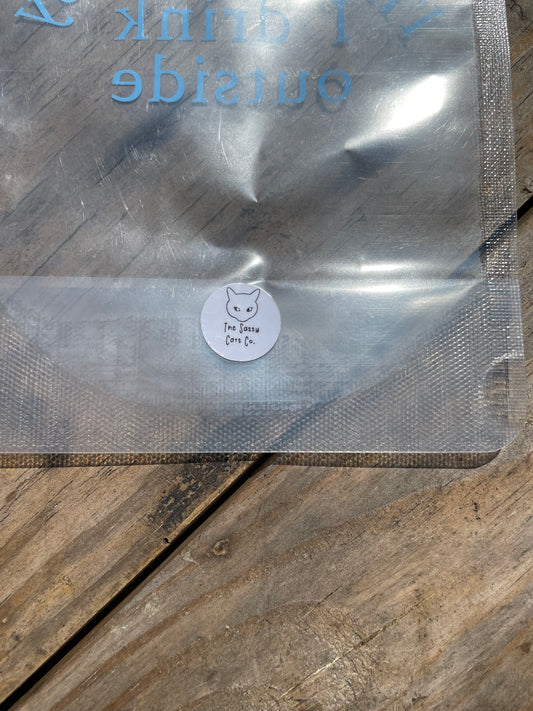 I drink
outside
The Sassy
Cats Co.